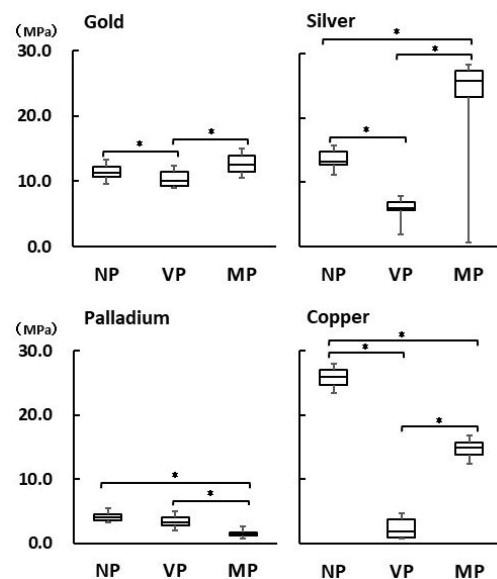 (MPa) Gold Silver
30.0
* *
* * *
20.0
10.0
0.0
NP VP MP NP VP MP
(MPa) Palladium Copper
30.0
* *
20.0
*
10.0
* *
0.0
NP VP MP NP VP MP